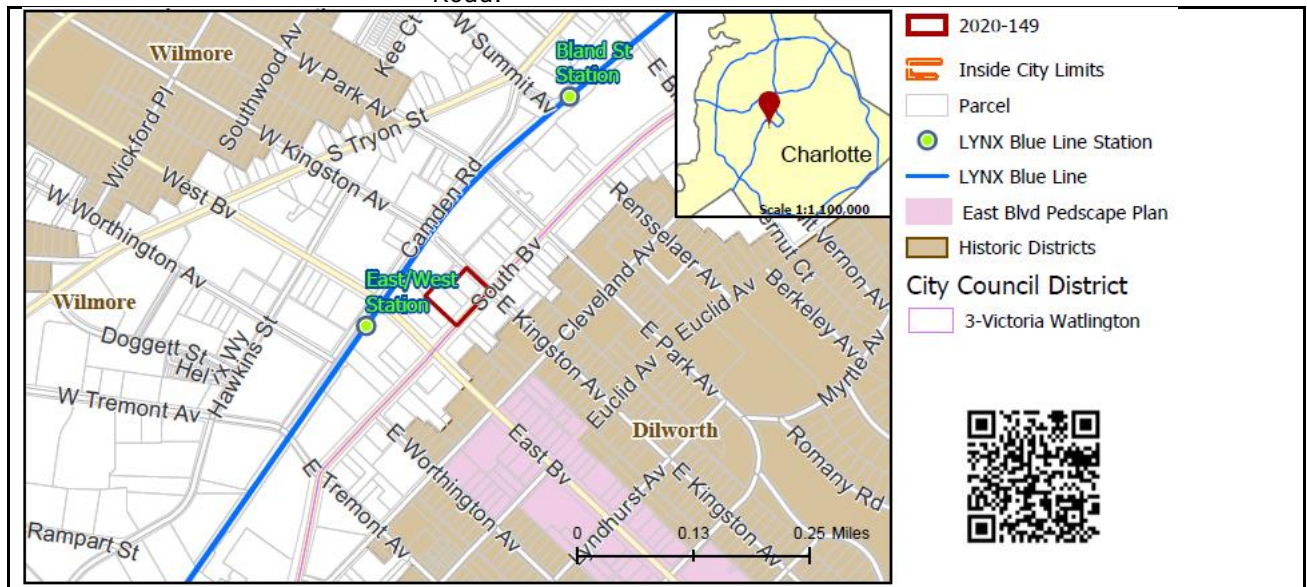 Road.
Wilmore
Southwood Av
Kee Ct
W Summit Av
Bland St
Station
E Bl
W Park Av
S Tryon St
Wickford Pl
W Kingston Av
West Bv
Camden Rd
W Worthington Av
East/West
Station
South Bv
Wilmore
Doggett St
Hawkins St
W Tremont Av
Rampart St
E Tremont Av
E Worthington Av
East Bv
E Kingston Av
Cleveland Av
Rensselaer Av
Euclid Av
Euclid Av
E Park Av
Dilworth
Lyndhurst Av
E Kingston Av
Romany Rd
Myrtle Av
Berkeley Av
Mt Vernon Av
Charlotte
Scale 1:1,100,000
0 0.13 0.25 Miles
2020-149
Inside City Limits
Parcel
LYNX Blue Line Station
LYNX Blue Line
East Blvd Pedscape Plan
Historic Districts
City Council District
3-Victoria Watlington